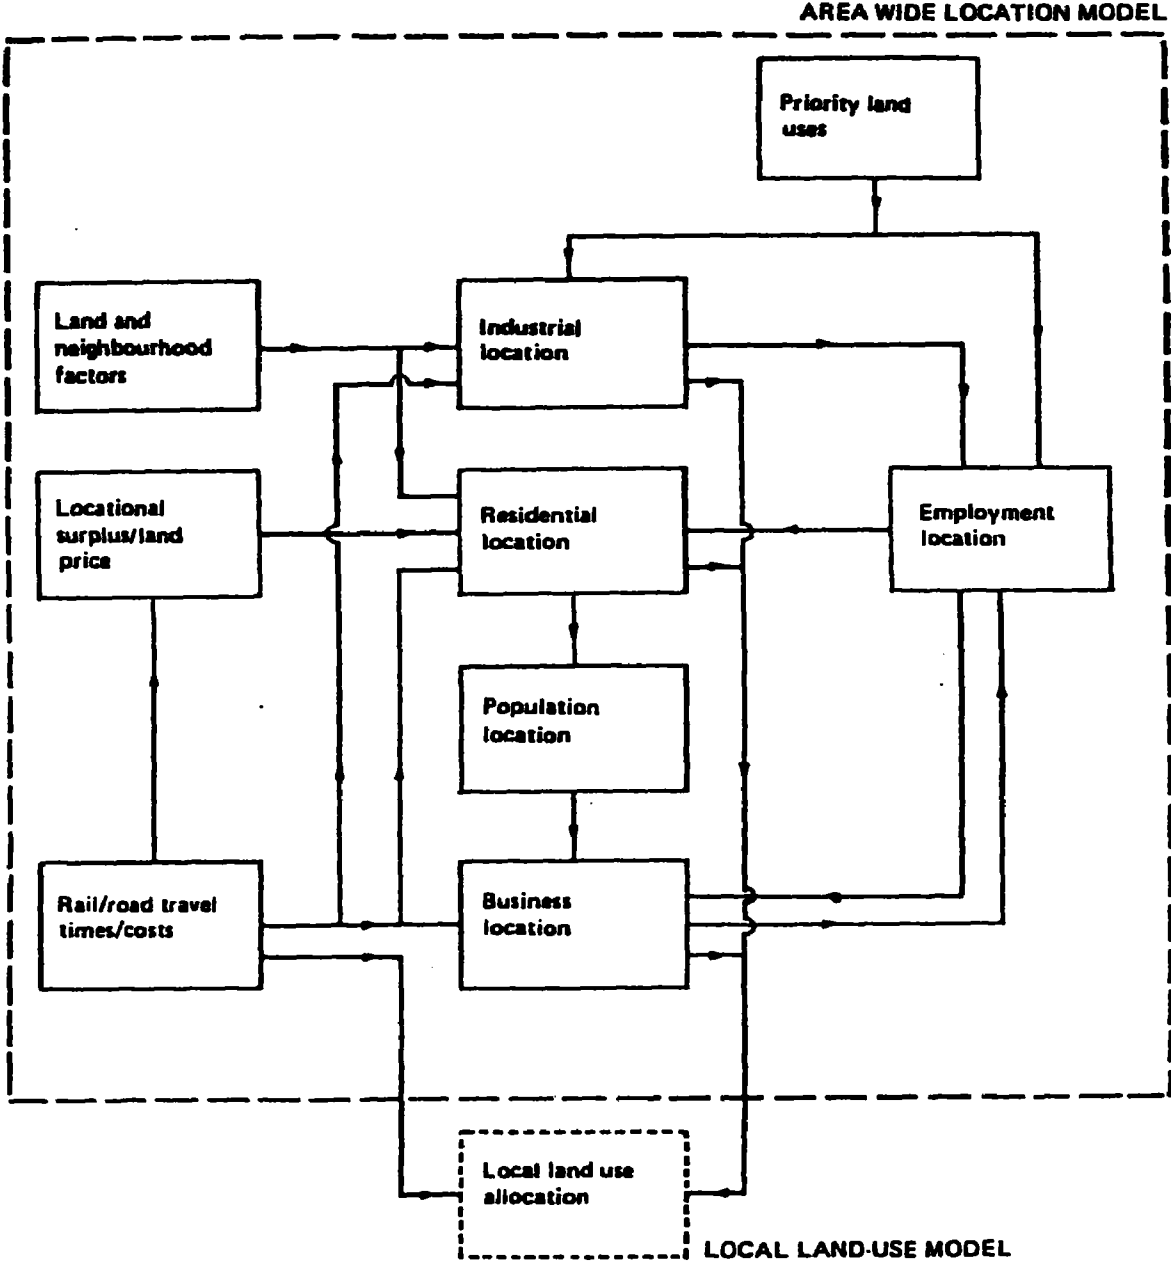 AREA WIDE LOCATION MODEL
Priority land
uses
Land and
neighbourhood
factors
Industrial
location
Locational
surplus/land
price
Residential
location
Employment
location
Population
location
Rail/road travel
times/costs
Business
location
Local land use
allocation
LOCAL LAND-USE MODEL